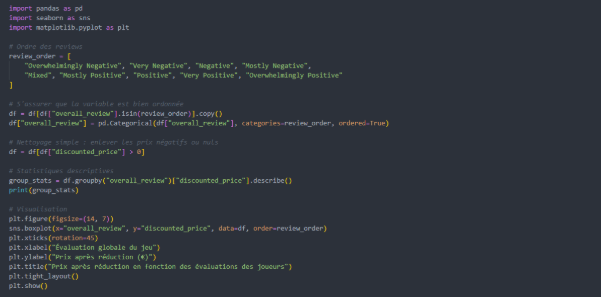 import pandas as pd
import seaborn as sns
import matplotlib.pyplot as plt
# Ordre des reviews
review_order = [
"Overwhelmingly Negative", "Very Negative", "Negative", "Mostly Negative",
"Mixed", "Mostly Positive", "Positive", "Very Positive", "Overwhelmingly Positive"
]
# S'assurer que la variable est bien ordonnée
df = df[df["overall_review"].isin(review_order)].copy()
df["overall_review"] = pd.Categorical(df["overall_review"], categories=review_order, ordered=True)
# Nettoyage simple : enlever les prix négatifs ou nuls
df = df[df["discounted_price"] > 0]
# Statistiques descriptives
group_stats = df.groupby("overall_review")["discounted_price"].describe()
print(group_stats)
# Visualisation
plt.figure(figsize=(14, 7))
sns.boxplot(x="overall_review", y="discounted_price", data=df, order=review_order)
plt.xticks(rotation=45)
plt.xlabel("Évaluation globale du jeu")
plt.ylabel("Prix après réduction (€)")
plt.title("Prix après réduction en fonction des évaluations des joueurs")
plt.tight_layout()
plt.show()